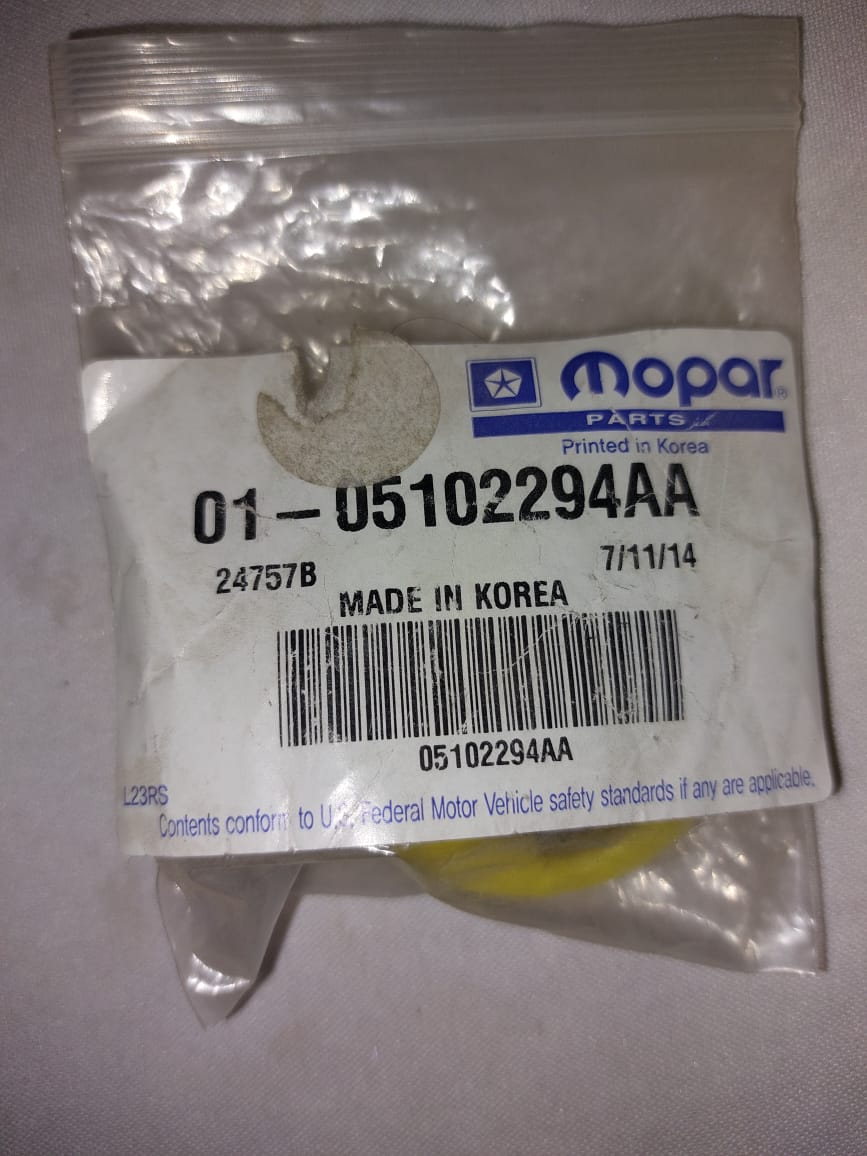 Mopar®
PARTS
Printed in Korea
01-05102294AA
24757B
7/11/14
MADE IN KOREA
05102294AA
L23RS
Contents conform to U.S. Federal Motor Vehicle safety standards if any are applicable.